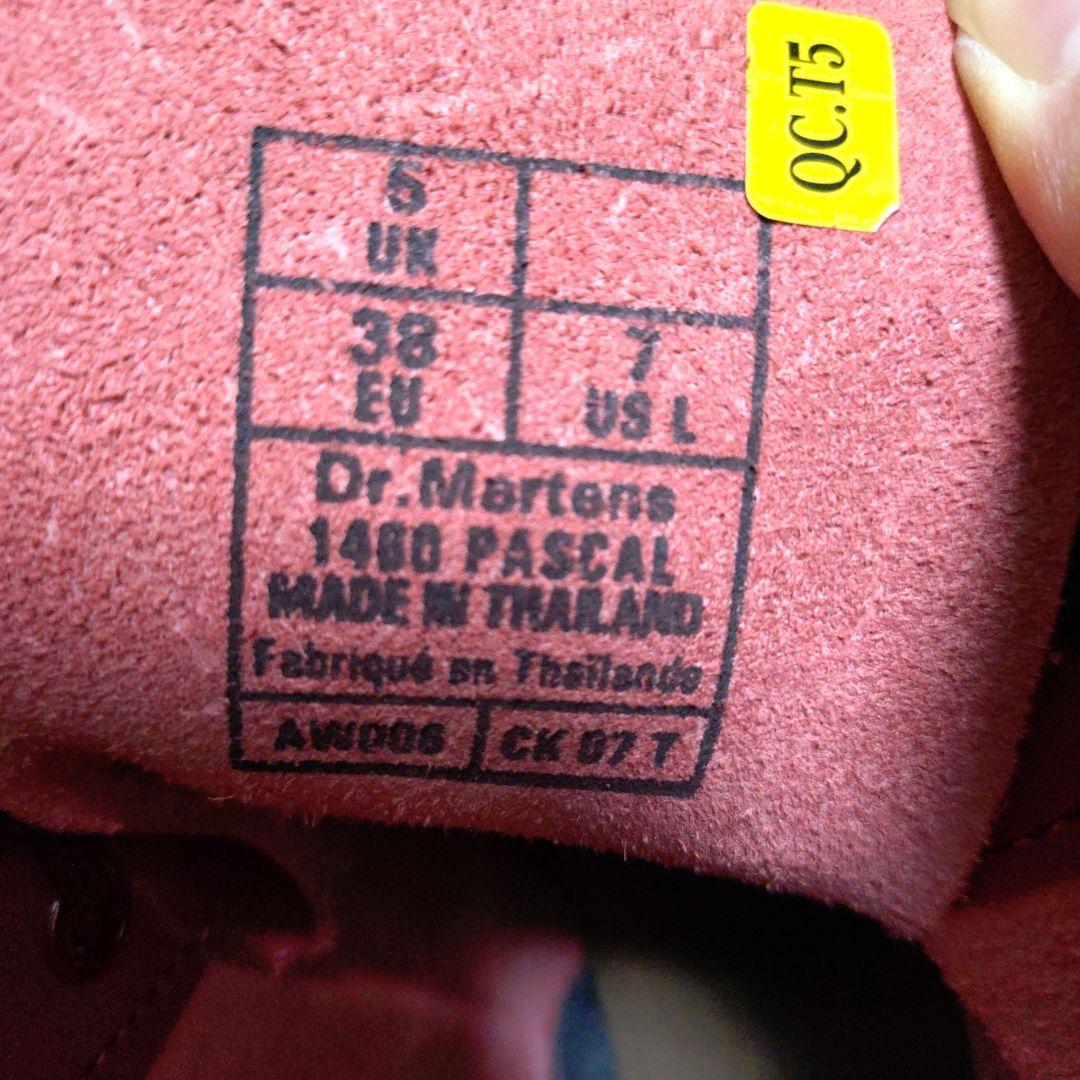 QC.T5
5
UK
38
EU
7
US L
Dr.Martens
1460 PASCAL
MADE IN THAILAND
Fabriqué en Thaïlande
AW006
CK 07 T